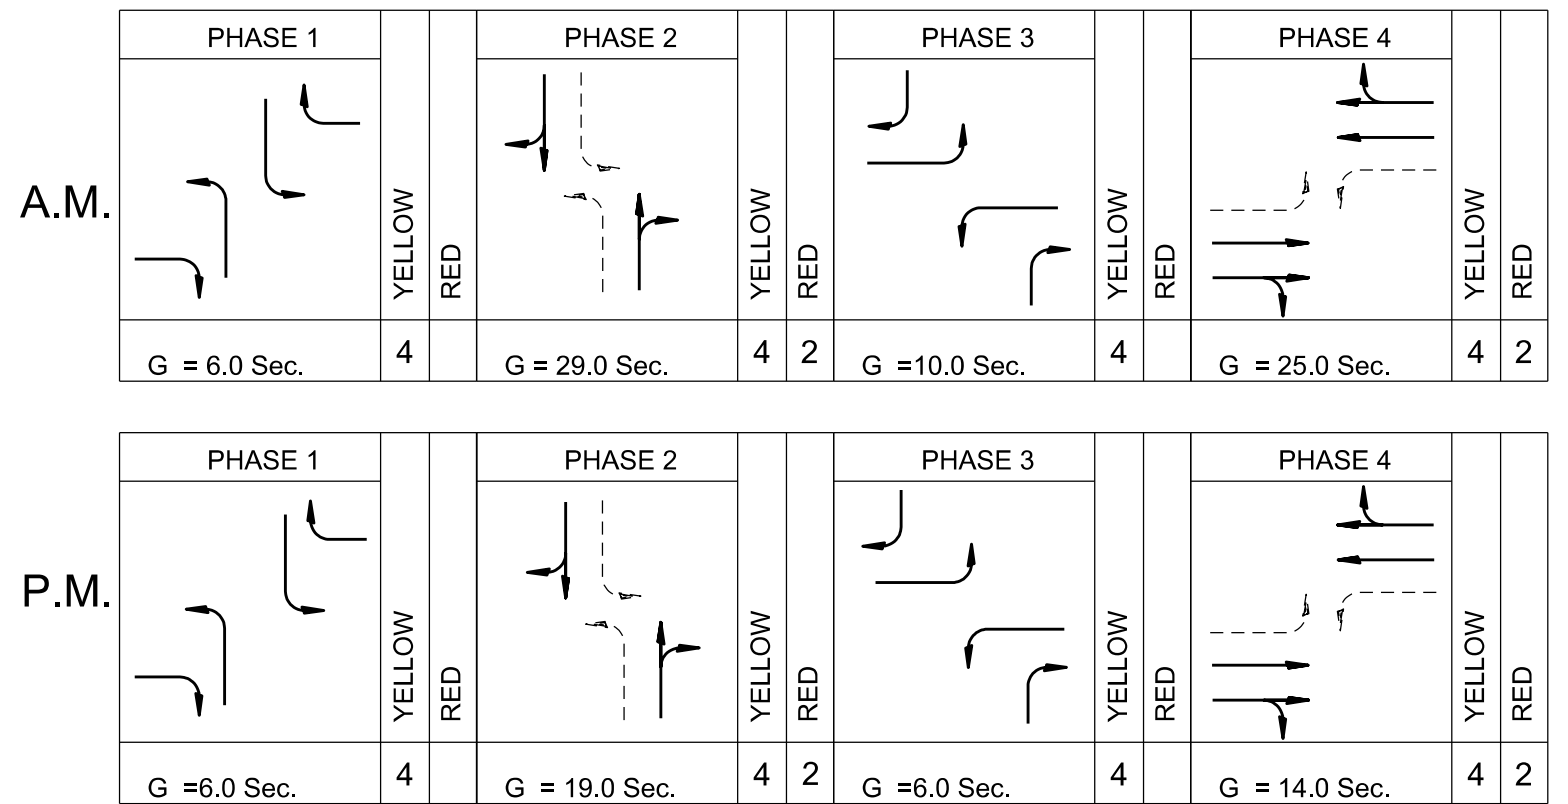 PHASE 1 PHASE 2 PHASE 3 PHASE 4
A.M.
YELLOW RED YELLOW RED YELLOW RED YELLOW RED
G = 6.0 Sec. 4 G = 29.0 Sec. 4 2 G =10.0 Sec. 4 G = 25.0 Sec. 4 2
PHASE 1 PHASE 2 PHASE 3 PHASE 4
P.M.
YELLOW RED YELLOW RED YELLOW RED YELLOW RED
G =6.0 Sec. 4 G = 19.0 Sec. 4 2 G =6.0 Sec. 4 G = 14.0 Sec. 4 2